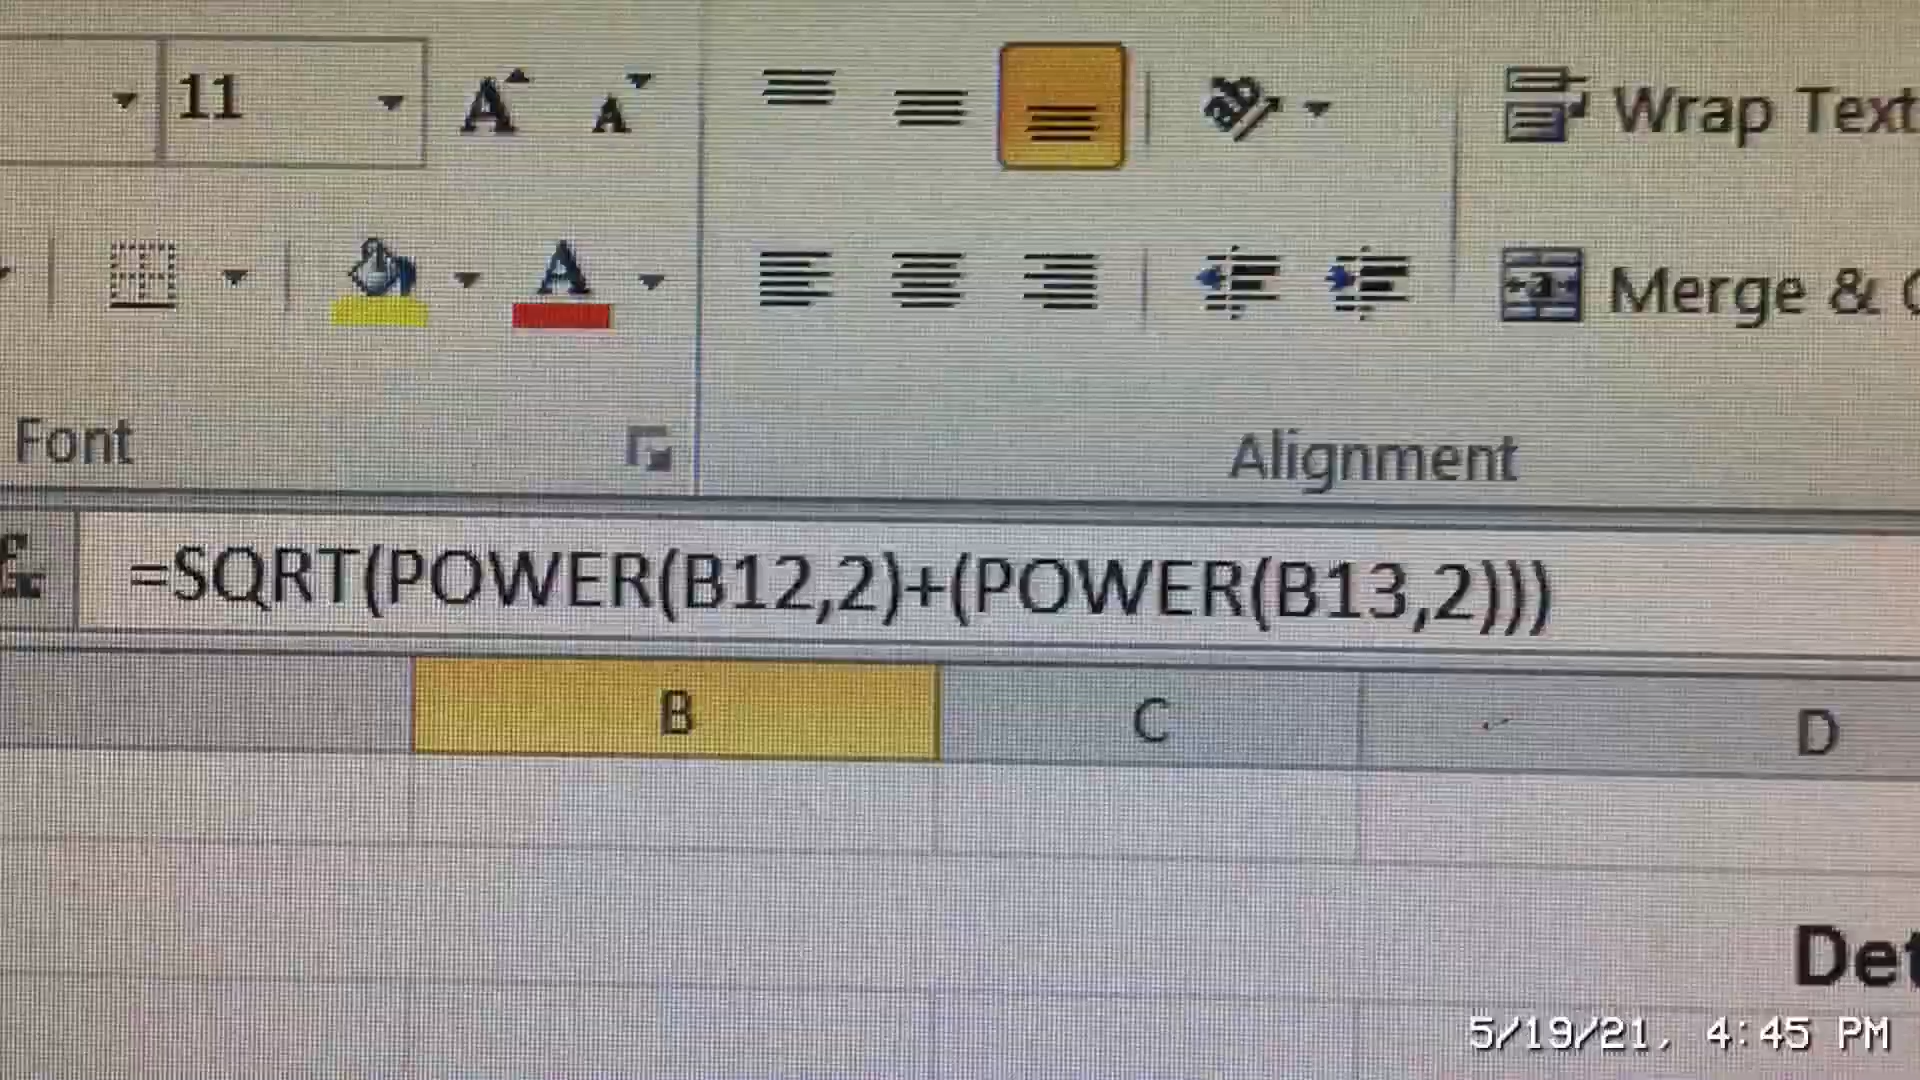 11
Wrap Text
Merge &
Font
Alignment
=SQRT(POWER(B12,2)+(POWER(B13,2)))
B C D
5/19/21, 4:45 PM